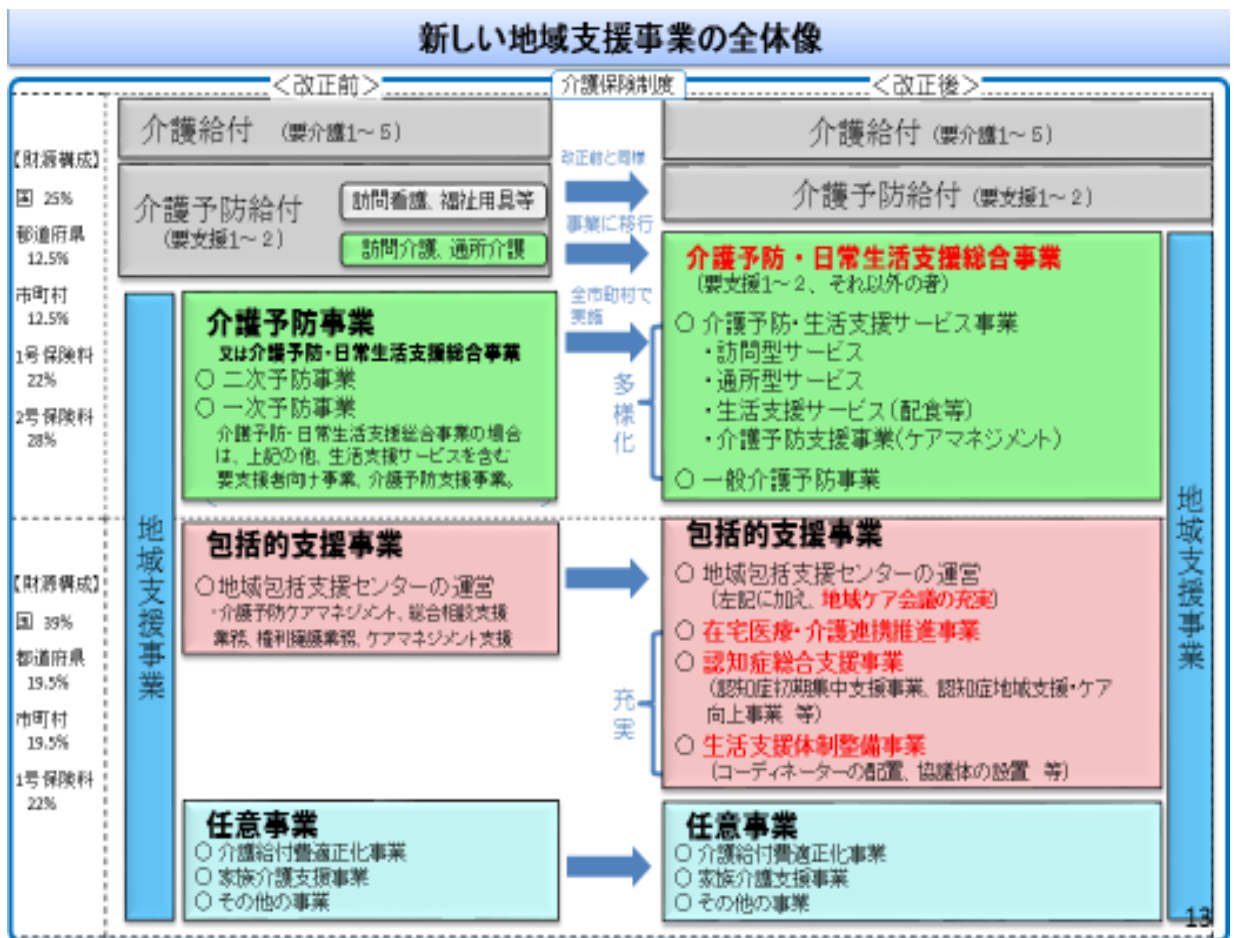 新しい地域支援事業の全体像
<改正前>
介護保険制度
<改正後>
【財源構成】
国 25%
都道府県
12.5%
市町村
12.5%
1号保険料
22%
2号保険料
28%
【財源構成】
国 39%
都道府県
19.5%
市町村
19.5%
1号保険料
22%
介護給付 (要介護1~5)
介護予防給付
(要支援1~2)
訪問看護、福祉用具等
訪問介護、通所介護
地域支援事業
介護予防事業
又は介護予防・日常生活支援総合事業
○ 二次予防事業
○ 一次予防事業
介護予防・日常生活支援総合事業の場合
は、上記の他、生活支援サービスを含む
要支援者向け事業、介護予防支援事業。
包括的支援事業
○地域包括支援センターの運営
・介護予防ケアマネジメント、総合相談支援
業務、権利擁護業務、ケアマネジメント支援
任意事業
○ 介護給付費適正化事業
○ 家族介護支援事業
○ その他の事業
改正前と同様
事業に移行
全市町村で
実施
多様化
充実
介護給付 (要介護1~5)
介護予防給付 (要支援1~2)
介護予防・日常生活支援総合事業
(要支援1~2、それ以外の者)
○ 介護予防・生活支援サービス事業
・訪問型サービス
・通所型サービス
・生活支援サービス(配食等)
・介護予防支援事業(ケアマネジメント)
○ 一般介護予防事業
包括的支援事業
○ 地域包括支援センターの運営
(左記に加え、地域ケア会議の充実)
○ 在宅医療・介護連携推進事業
○ 認知症総合支援事業
(認知症初期集中支援事業、認知症地域支援・ケア
向上事業 等)
○ 生活支援体制整備事業
(コーディネーターの配置、協議体の設置 等)
任意事業
○ 介護給付費適正化事業
○ 家族介護支援事業
○ その他の事業
地域支援事業
13